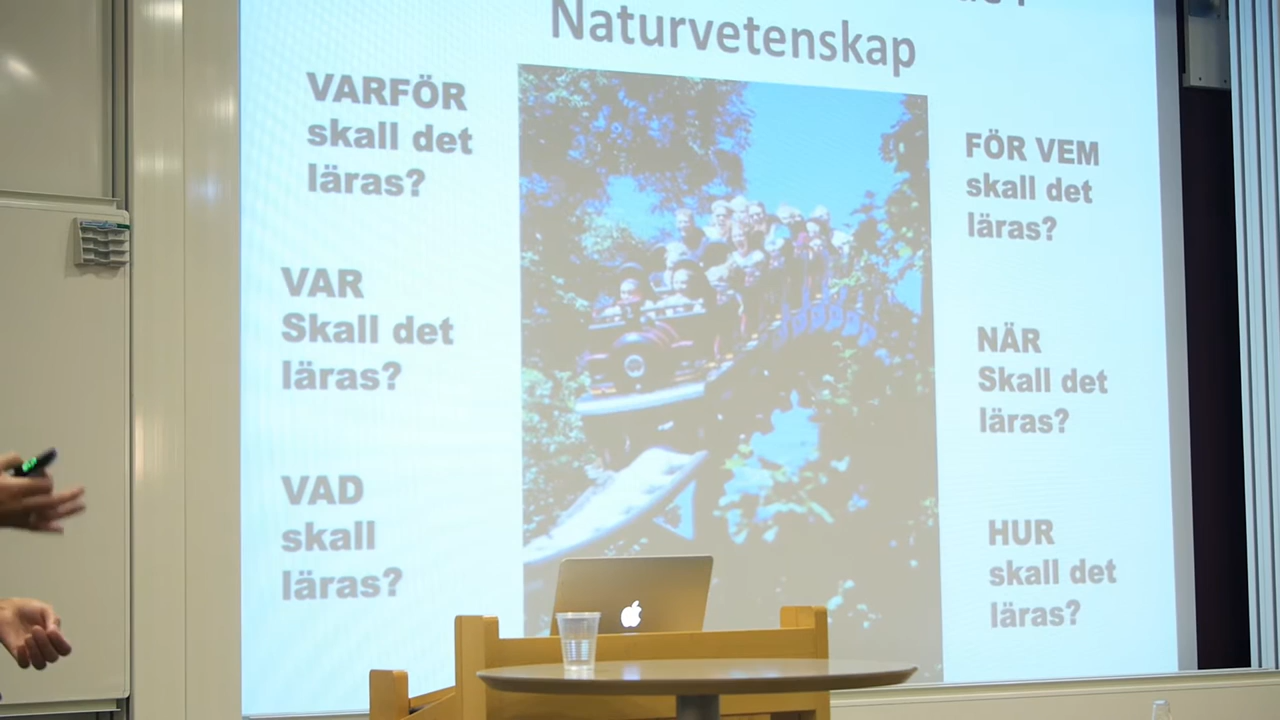 Naturvetenskap
VARFÖR
skall det
läras?
VAR
Skall det
läras?
VAD
skall
läras?
FÖR VEM
skall det
läras?
NÄR
Skall det
läras?
HUR
skall det
läras?